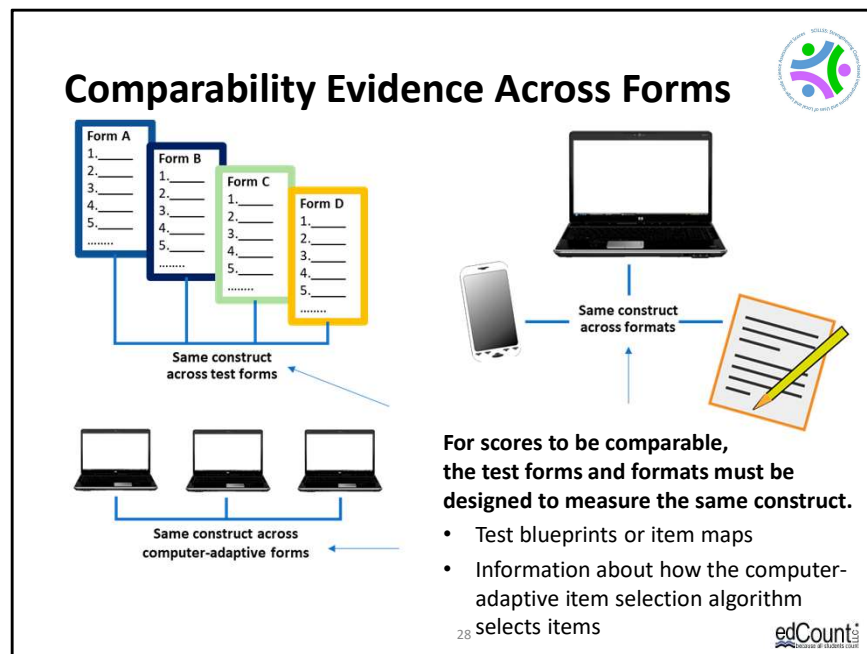 Comparability Evidence Across Forms
Form A
1.____
2.____
3.____
4.____
5.____
........
Form B
1.____
2.____
3.____
4.____
5.____
........
Form C
1.____
2.____
3.____
4.____
5.____
........
Form D
1.____
2.____
3.____
4.____
5.____
........
Same construct
across test forms
Same construct across
computer-adaptive forms
Same construct
across formats
For scores to be comparable,
the test forms and formats must be
designed to measure the same construct.
• Test blueprints or item maps
• Information about how the computer-
adaptive item selection algorithm
selects items
28
edCount LLC
because all students count